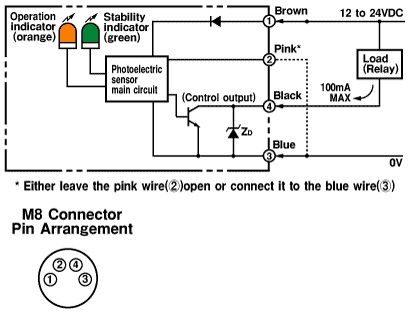 Operation
indicator
(orange)
Stability
indicator
(green)
① Brown
12 to 24VDC
Pink*
②
Photoelectric
sensor
main circuit
Load
(Relay)
100mA
MAX
(Control output)
Black
④
ZD
Blue
③
0V
* Either leave the pink wire(②)open or connect it to the blue wire(③)
M8 Connector
Pin Arrangement
② ④
① ③